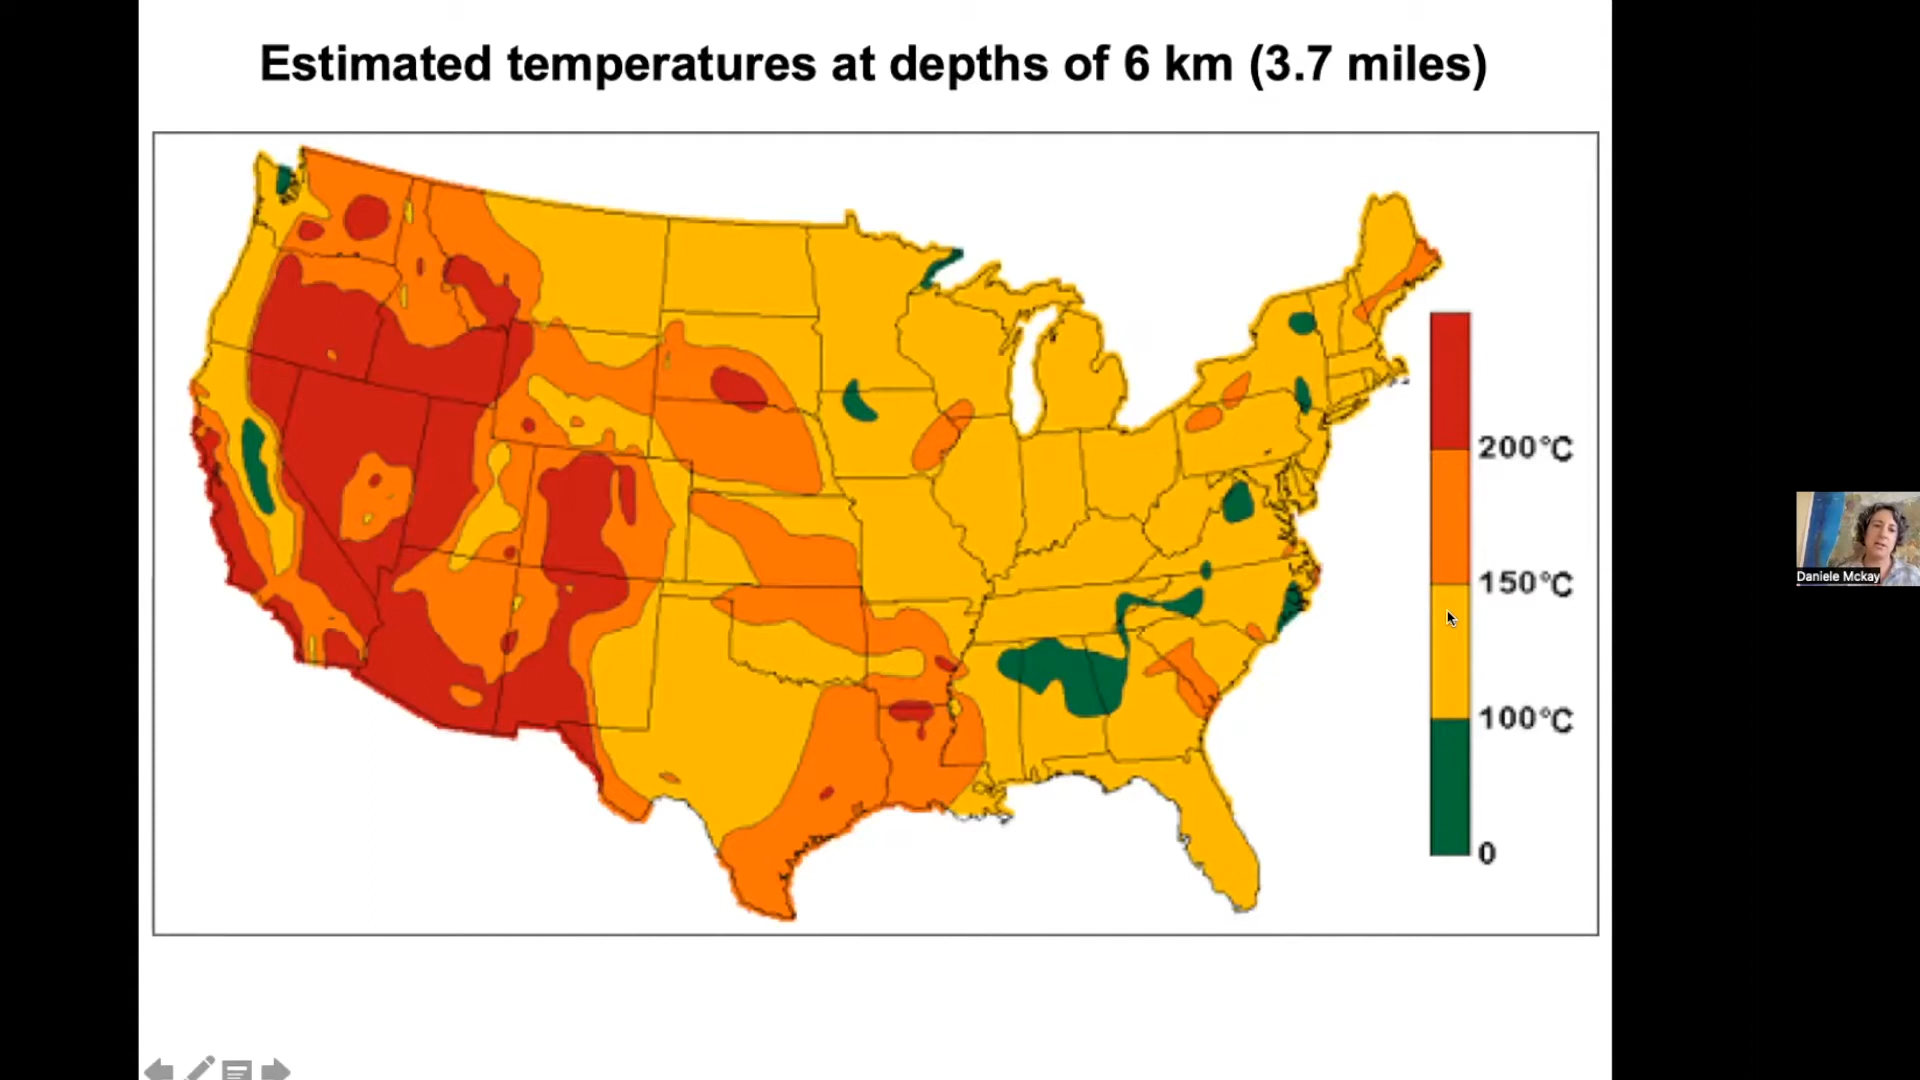 Estimated temperatures at depths of 6 km (3.7 miles)
200°C
150°C
100°C
0
Daniele Mckay